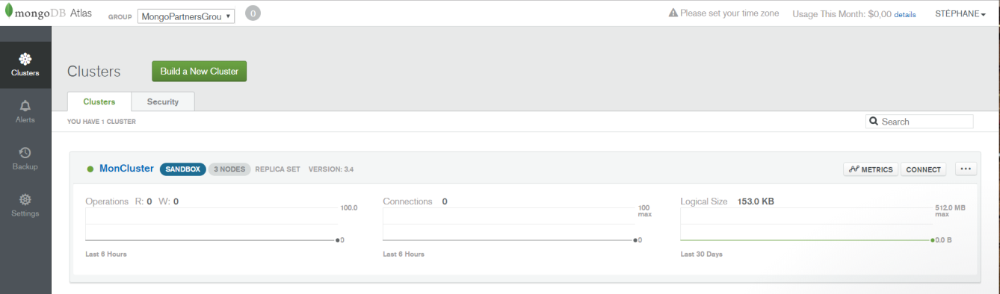 mongoDB Atlas GROUP MongoPartnersGrou 0 Please set your time zone Usage This Month: $0,00 details STÉPHANE
Clusters
Alerts
Backup
Settings
Clusters Build a New Cluster
Clusters Security
YOU HAVE 1 CLUSTER Search
MonCluster SANDBOX 3 NODES REPLICA SET VERSION: 3.4 METRICS CONNECT ...
Operations R: 0 W: 0
100.0
0
Last 6 Hours
Connections 0
100
max
0
Last 6 Hours
Logical Size 153.0 KB
512.0 MB
max
0.0 B
Last 30 Days